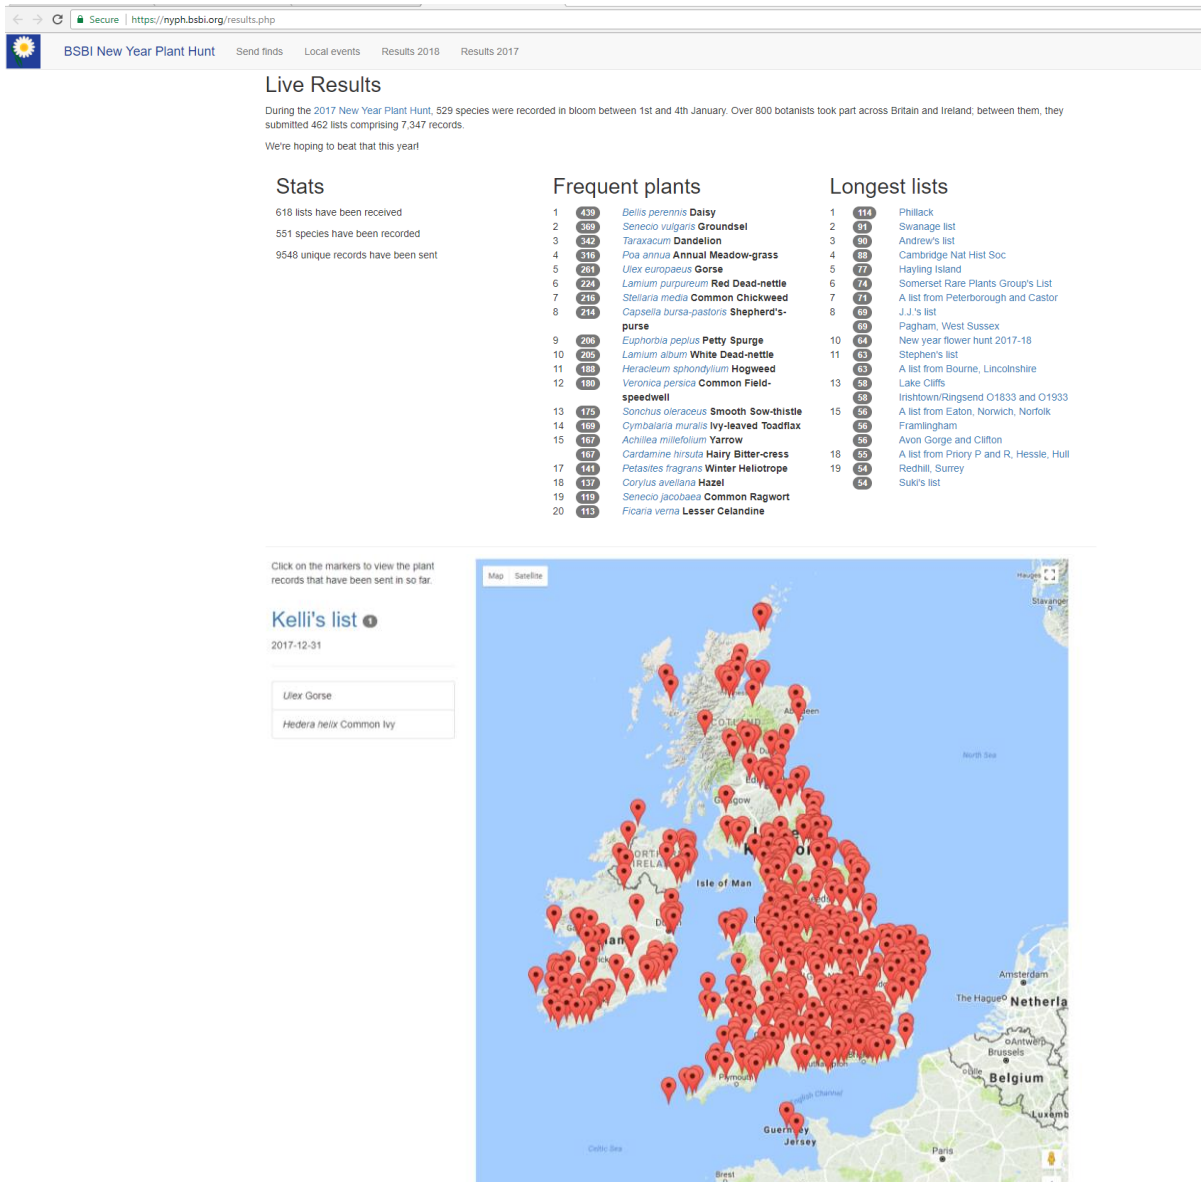 Secure | https://nyph.bsbi.org/results.php
BSBI New Year Plant Hunt Send finds Local events Results 2018 Results 2017
Live Results
During the 2017 New Year Plant Hunt, 529 species were recorded in bloom between 1st and 4th January. Over 800 botanists took part across Britain and Ireland; between them, they
submitted 462 lists comprising 7,347 records.
We're hoping to beat that this year!
Stats
618 lists have been received
551 species have been recorded
9548 unique records have been sent
Frequent plants
1 439 Bellis perennis Daisy
2 369 Senecio vulgaris Groundsel
3 342 Taraxacum Dandelion
4 316 Poa annua Annual Meadow-grass
5 261 Ulex europaeus Gorse
6 224 Lamium purpureum Red Dead-nettle
7 216 Stellaria media Common Chickweed
8 214 Capsella bursa-pastoris Shepherd's-
purse
9 206 Euphorbia peplus Petty Spurge
10 205 Lamium album White Dead-nettle
11 188 Heracleum sphondylium Hogweed
12 180 Veronica persica Common Field-
speedwell
13 175 Sonchus oleraceus Smooth Sow-thistle
14 169 Cymbalaria muralis Ivy-leaved Toadflax
15 167 Achillea millefolium Yarrow
167 Cardamine hirsuta Hairy Bitter-cress
17 141 Petasites fragrans Winter Heliotrope
18 137 Corylus avellana Hazel
19 119 Senecio jacobaea Common Ragwort
20 113 Ficaria verna Lesser Celandine
Longest lists
1 114 Phillack
2 91 Swanage list
3 90 Andrew's list
4 88 Cambridge Nat Hist Soc
5 77 Hayling Island
6 74 Somerset Rare Plants Group's List
7 71 A list from Peterborough and Castor
8 69 J.J.'s list
69 Pagham, West Sussex
10 64 New year flower hunt 2017-18
11 63 Stephen's list
63 A list from Bourne, Lincolnshire
13 58 Lake Cliffs
58 Irishtown/Ringsend O1833 and O1933
15 56 A list from Eaton, Norwich, Norfolk
56 Framlingham
56 Avon Gorge and Clifton
18 55 A list from Priory P and R, Hessle, Hull
19 54 Redhill, Surrey
54 Suki's list
Click on the markers to view the plant
records that have been sent in so far.
Kelli's list 1
2017-12-31
Ulex Gorse
Hedera helix Common Ivy
Map Satellite
Stavanger
North Sea
Isle of Man
Amsterdam
The Hague
Antwerp
Brussels
Belgium
Plymouth
English Channel
Guernsey
Jersey
Celtic Sea
Paris
Brest